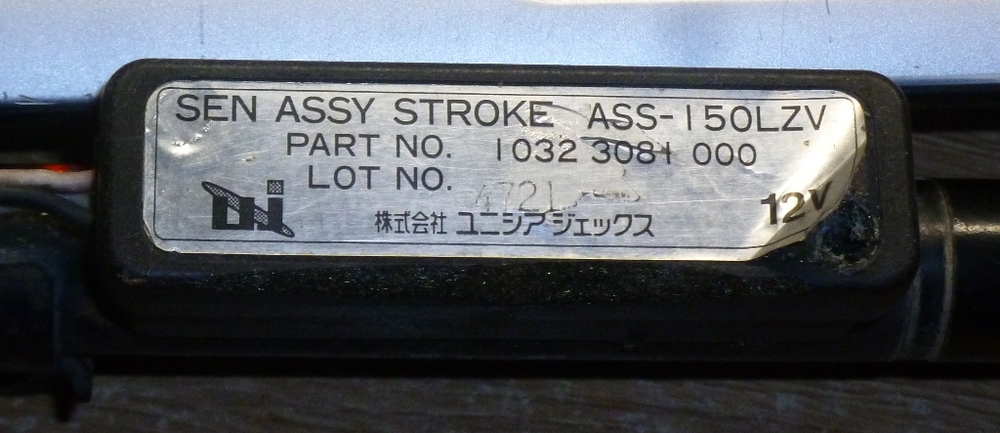 SEN ASSY STROKE ASS-150LZV
PART NO. 1032 3081 000
LOT NO. 4721
12V
株式会社 ユニシアジェックス